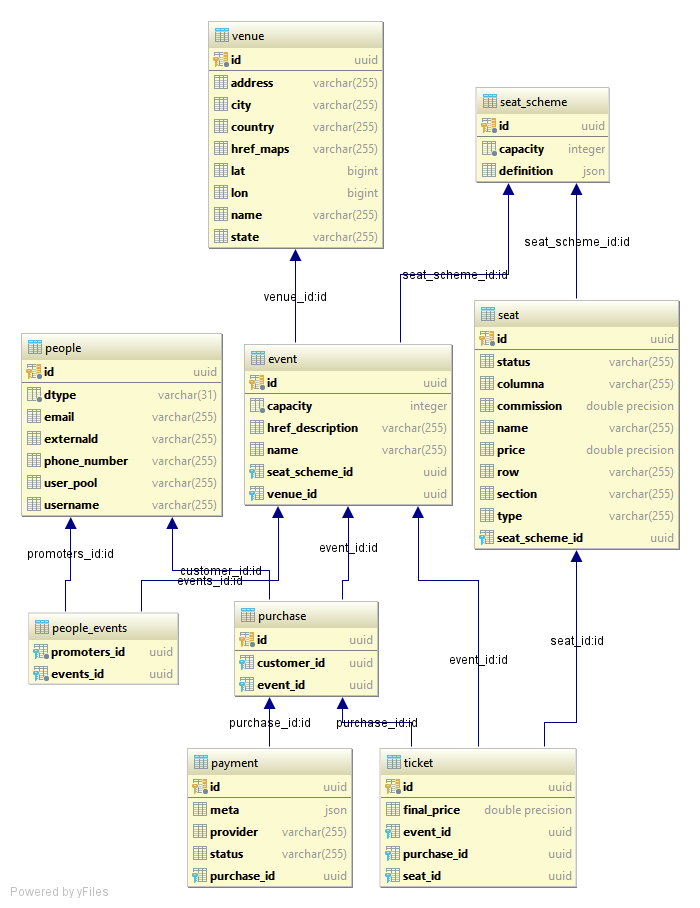 venue
id uuid
address varchar(255)
city varchar(255)
country varchar(255)
href_maps varchar(255)
lat bigint
lon bigint
name varchar(255)
state varchar(255)
seat_scheme
id uuid
capacity integer
definition json
seat_scheme_id:id
seat_scheme_id:id
venue_id:id
people
id uuid
dtype varchar(31)
email varchar(255)
externald varchar(255)
phone_number varchar(255)
user_pool varchar(255)
username varchar(255)
event
id uuid
capacity integer
href_description varchar(255)
name varchar(255)
seat_scheme_id uuid
venue_id uuid
seat
id uuid
status varchar(255)
columna varchar(255)
commission double precision
name varchar(255)
price double precision
row varchar(255)
section varchar(255)
type varchar(255)
seat_scheme_id uuid
promoters_id:id
customer_id:id
events_id:id
event_id:id
event_id:id
seat_id:id
people_events
promoters_id uuid
events_id uuid
purchase
id uuid
customer_id uuid
event_id uuid
purchase_id:id
purchase_id:id
payment
id uuid
meta json
provider varchar(255)
status varchar(255)
purchase_id uuid
ticket
id uuid
final_price double precision
event_id uuid
purchase_id uuid
seat_id uuid
Powered by yFiles